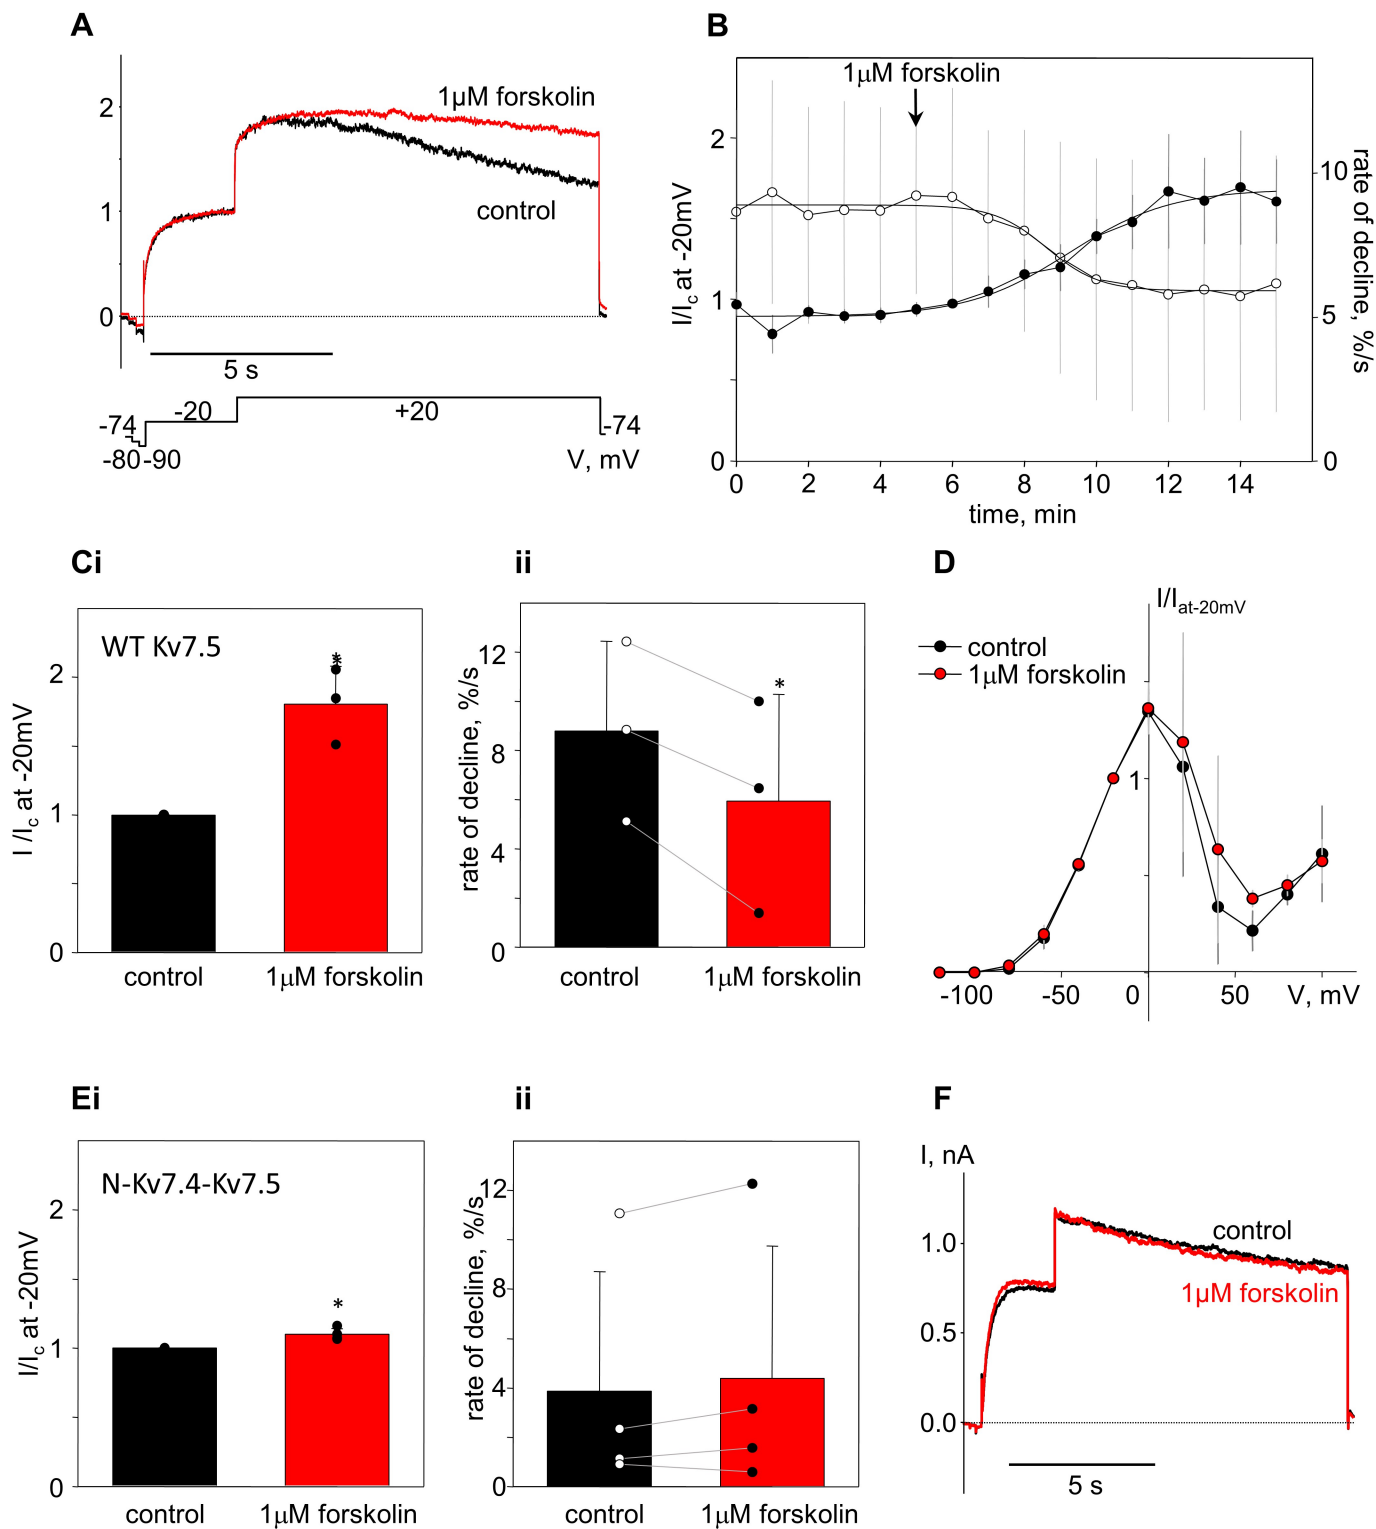 A
2
1µM forskolin
1
control
0
5 s
-74
-20
+20
-74
-80
-90
V, mV
B
1µM forskolin
2
1
0
I/Ic at -20mV
10
5
0
rate of decline, %/s
0 2 4 6 8 10 12 14
time, min
Ci
WT Kv7.5
2
1
0
I /Ic at -20mV
*
*
control
1µM forskolin
ii
12
8
4
0
rate of decline, %/s
*
control
1µM forskolin
D
I/Iat-20mV
control
1µM forskolin
1
-100 -50 0 50 V, mV
Ei
N-Kv7.4-Kv7.5
2
1
0
I/Ic at -20mV
*
control
1µM forskolin
ii
12
8
4
0
rate of decline, %/s
control
1µM forskolin
F
I, nA
1.0
control
1µM forskolin
0.5
0.0
5 s